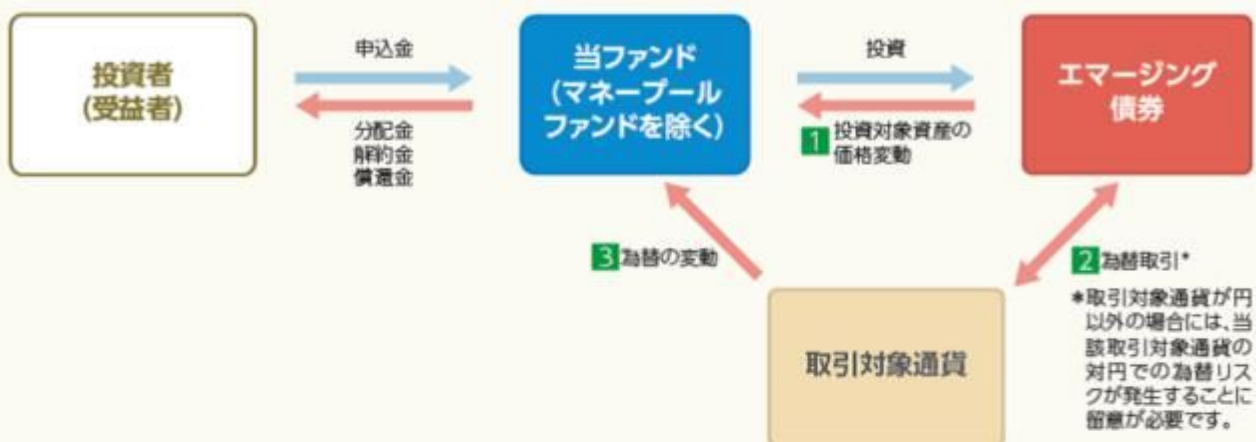 投資者
(受益者)
申込金
分配金
解約金
償還金
当ファンド
(マネープール
ファンドを除く)
投資
1 投資対象資産の
価格変動
エマージング
債券
3 為替の変動
2 為替取引*
*取引対象通貨が円
以外の場合には、当
該取引対象通貨の
対円での為替リス
クが発生することに
留意が必要です。
取引対象通貨